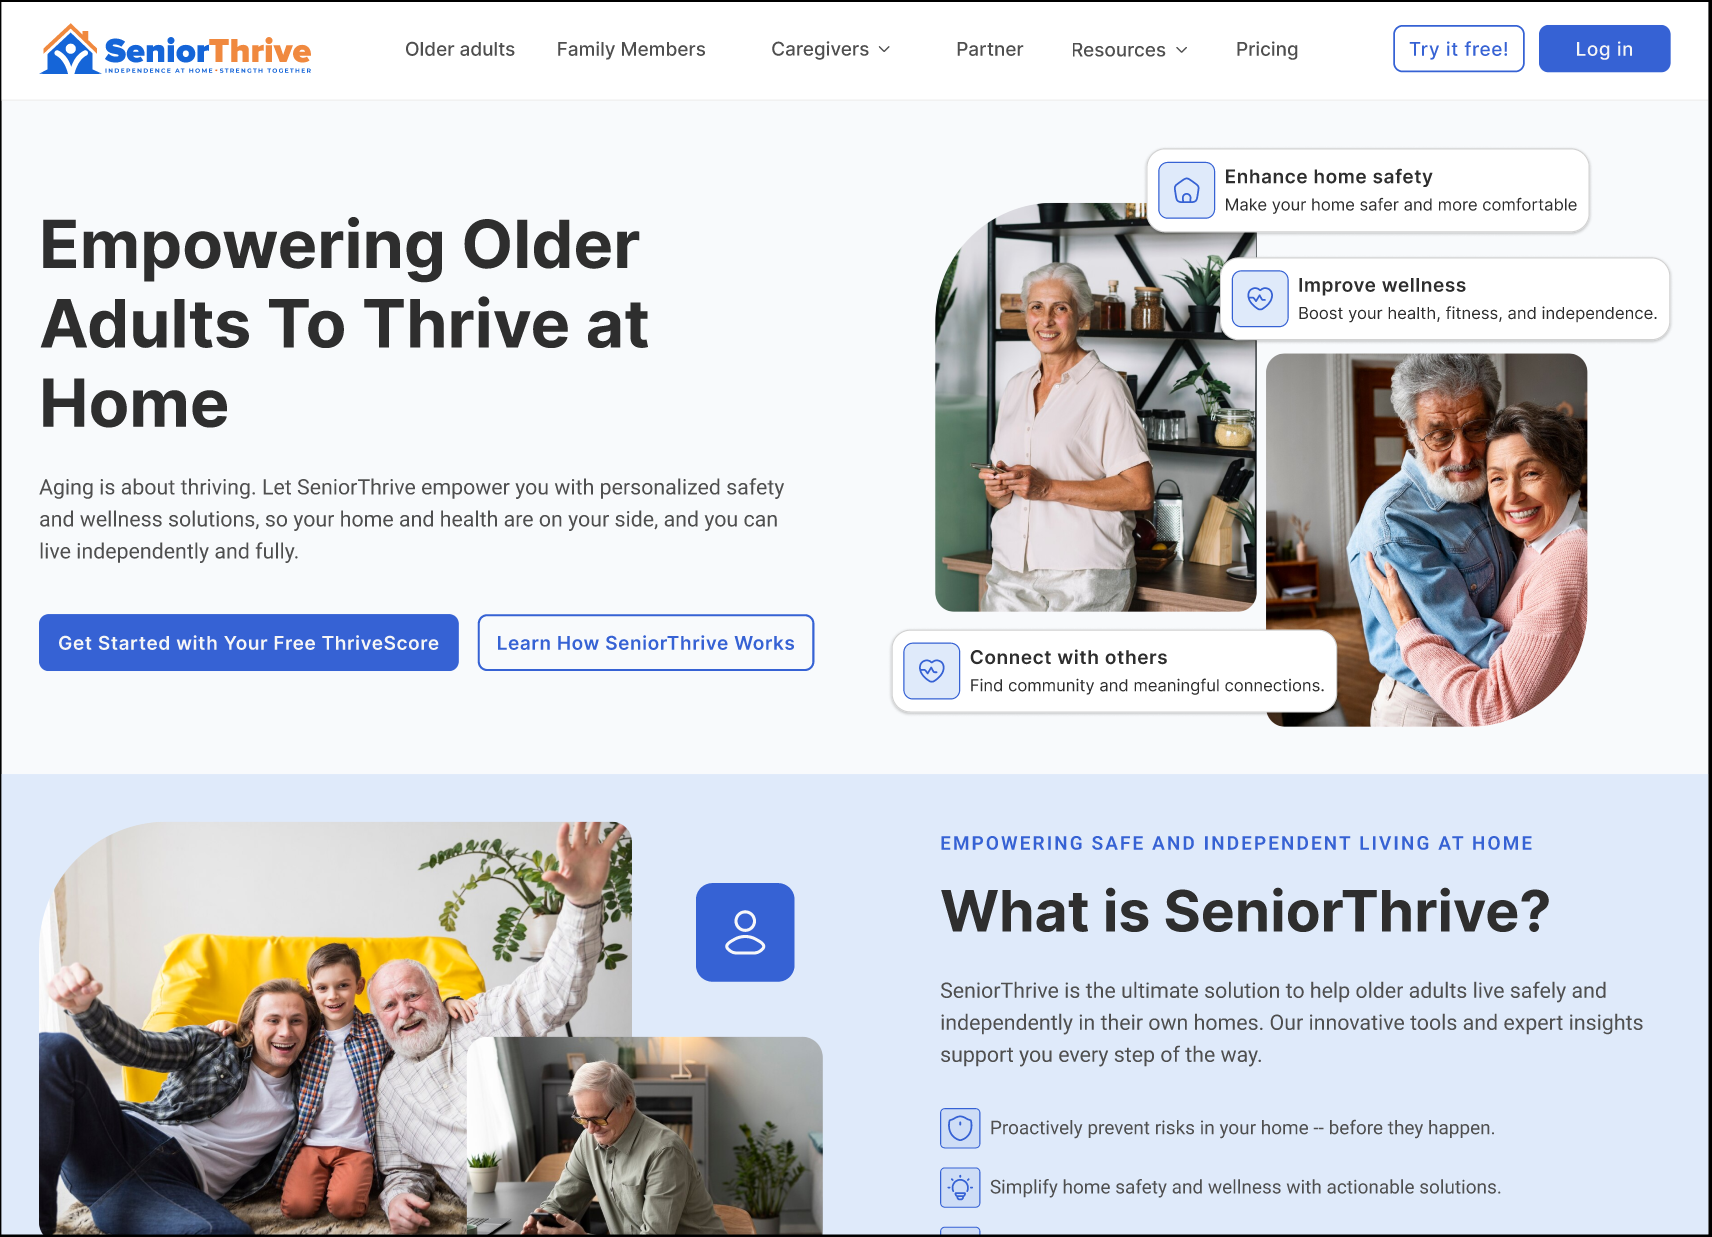 SeniorThrive
INDEPENDENCE AT HOME • STRENGTH TOGETHER
Older adults
Family Members
Caregivers
Partner
Resources
Pricing
Try it free!
Log in
Empowering Older
Adults To Thrive at
Home
Aging is about thriving. Let SeniorThrive empower you with personalized safety
and wellness solutions, so your home and health are on your side, and you can
live independently and fully.
Get Started with Your Free ThriveScore
Learn How SeniorThrive Works
Enhance home safety
Make your home safer and more comfortable
Improve wellness
Boost your health, fitness, and independence.
Connect with others
Find community and meaningful connections.
EMPOWERING SAFE AND INDEPENDENT LIVING AT HOME
What is SeniorThrive?
SeniorThrive is the ultimate solution to help older adults live safely and
independently in their own homes. Our innovative tools and expert insights
support you every step of the way.
Proactively prevent risks in your home -- before they happen.
Simplify home safety and wellness with actionable solutions.